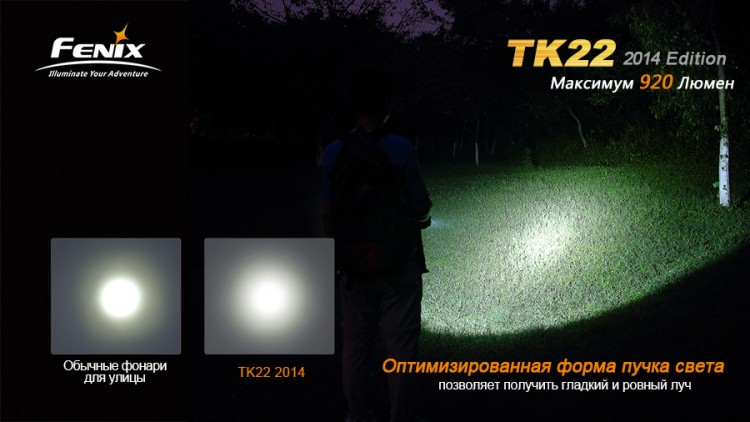 FENIX
Illuminate Your Adventure
TK22 2014 Edition
Максимум 920 Люмен
Обычные фонари
для улицы
TK22 2014
Оптимизированная форма пучка света
позволяет получить гладкий и ровный луч